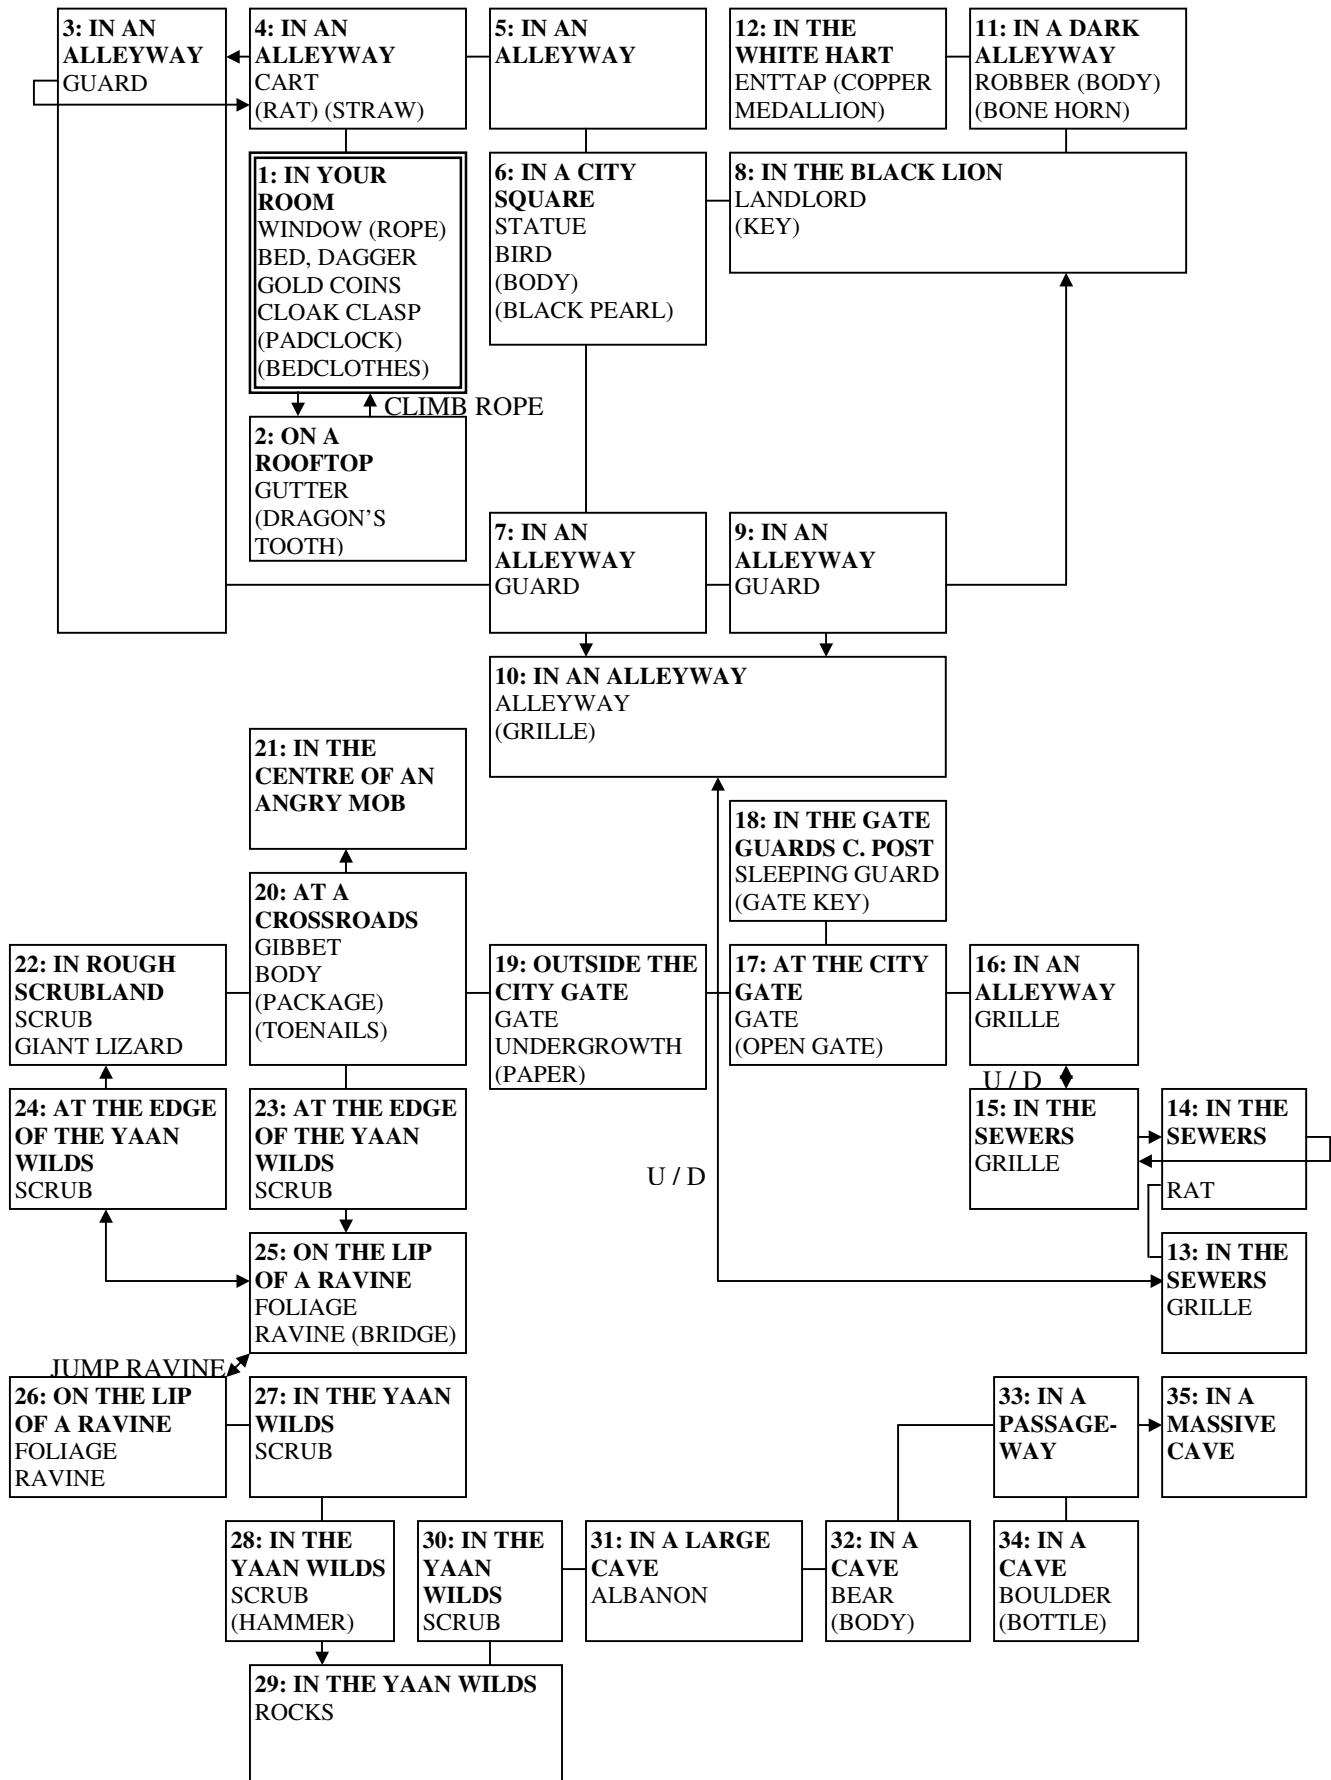 3: IN AN
ALLEYWAY
GUARD
4: IN AN
ALLEYWAY
CART
(RAT) (STRAW)
5: IN AN
ALLEYWAY
12: IN THE
WHITE HART
ENTTAP (COPPER
MEDALLION)
11: IN A DARK
ALLEYWAY
ROBBER (BODY)
(BONE HORN)
1: IN YOUR
ROOM
WINDOW (ROPE)
BED, DAGGER
GOLD COINS
CLOAK CLASP
(PADCLOCK)
(BEDCLOTHES)
6: IN A CITY
SQUARE
STATUE
BIRD
(BODY)
(BLACK PEARL)
8: IN THE BLACK LION
LANDLORD
(KEY)
CLIMB ROPE
2: ON A
ROOFTOP
GUTTER
(DRAGON'S
TOOTH)
7: IN AN
ALLEYWAY
GUARD
9: IN AN
ALLEYWAY
GUARD
10: IN AN ALLEYWAY
ALLEYWAY
(GRILLE)
21: IN THE
CENTRE OF AN
ANGRY MOB
18: IN THE GATE
GUARDS C. POST
SLEEPING GUARD
(GATE KEY)
20: AT A
CROSSROADS
GIBBET
BODY
(PACKAGE)
(TOENAILS)
22: IN ROUGH
SCRUBLAND
SCRUB
GIANT LIZARD
19: OUTSIDE THE
CITY GATE
GATE
UNDERGROWTH
(PAPER)
17: AT THE CITY
GATE
GATE
(OPEN GATE)
16: IN AN
ALLEYWAY
GRILLE
U / D
24: AT THE EDGE
OF THE YAAN
WILDS
SCRUB
23: AT THE EDGE
OF THE YAAN
WILDS
SCRUB
15: IN THE
SEWERS
GRILLE
14: IN THE
SEWERS
RAT
U / D
25: ON THE LIP
OF A RAVINE
FOLIAGE
RAVINE (BRIDGE)
13: IN THE
SEWERS
GRILLE
JUMP RAVINE
26: ON THE LIP
OF A RAVINE
FOLIAGE
RAVINE
27: IN THE YAAN
WILDS
SCRUB
33: IN A
PASSAGE-
WAY
35: IN A
MASSIVE
CAVE
28: IN THE
YAAN WILDS
SCRUB
(HAMMER)
30: IN THE
YAAN
WILDS
SCRUB
31: IN A LARGE
CAVE
ALBANON
32: IN A
CAVE
BEAR
(BODY)
34: IN A
CAVE
BOULDER
(BOTTLE)
29: IN THE YAAN WILDS
ROCKS